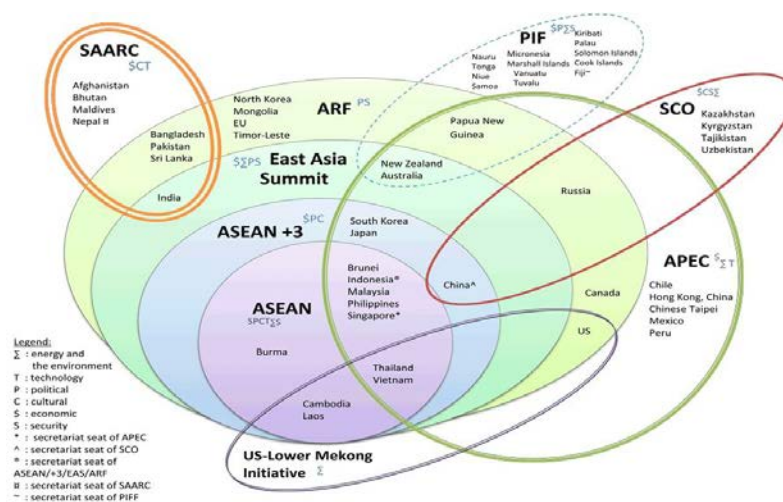 SAARC
$CT
Afghanistan
Bhutan
Maldives
Nepal ¤
Bangladesh
Pakistan
Sri Lanka
India
North Korea
Mongolia
EU
Timor-Leste
ARF PS
PIF $PΣS
Nauru
Tonga
Niue
Samoa
Micronesia
Marshall Islands
Vanuatu
Tuvalu
Kiribati
Palau
Solomon Islands
Cook Islands
Fiji~
Papua New
Guinea
SCO
$CSΣ
Kazakhstan
Kyrgyzstan
Tajikistan
Uzbekistan
$ΣPS East Asia
Summit
New Zealand
Australia
Russia
ASEAN +3 $PC
South Korea
Japan
China^
APEC $ΣT
Chile
Hong Kong, China
Chinese Taipei
Mexico
Peru
Canada
US
ASEAN
$PCTΣS
Burma
Brunei
Indonesia*
Malaysia
Philippines
Singapore*
Thailand
Vietnam
Cambodia
Laos
US-Lower Mekong
Initiative Σ
Legend:
Σ : energy and
the environment
T : technology
P : political
C : cultural
$ : economic
S : security
* : secretariat seat of APEC
^ : secretariat seat of SCO
* : secretariat seat of
ASEAN/+3/EAS/ARF
¤ : secretariat seat of SAARC
~ : secretariat seat of PIFF